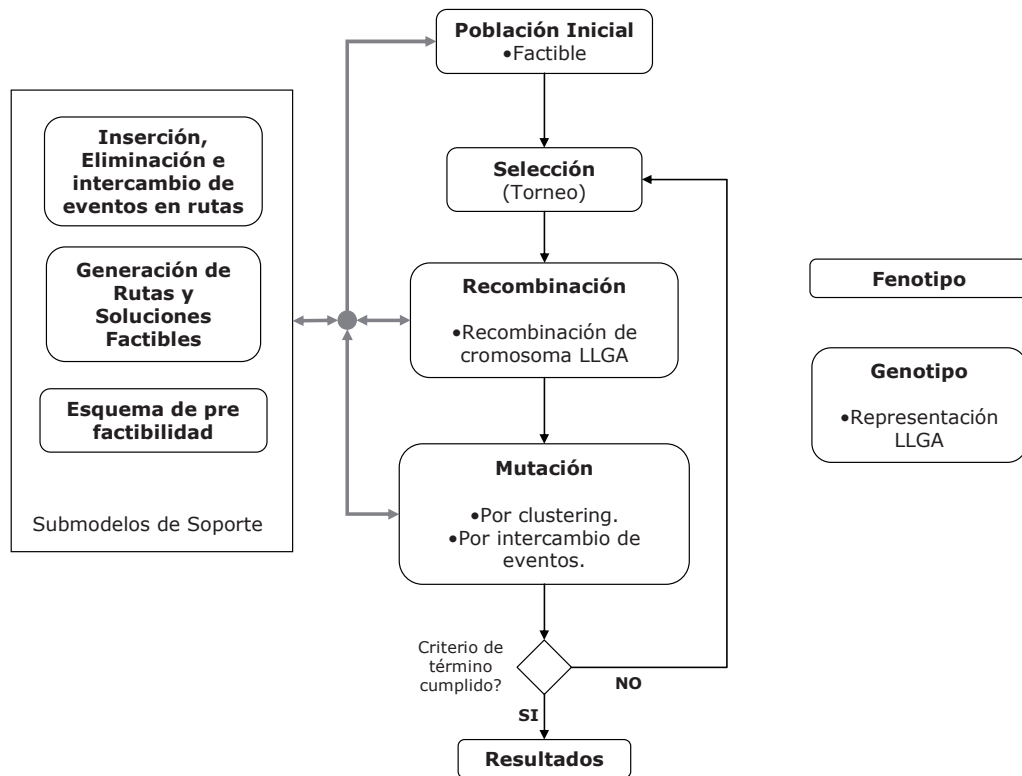 Población Inicial
•Factible
Inserción,
Eliminación e
intercambio de
eventos en rutas
Generación de
Rutas y
Soluciones
Factibles
Esquema de pre
factibilidad
Submodelos de Soporte
Selección
(Torneo)
Recombinación
•Recombinación de
cromosoma LLGA
Mutación
•Por clustering.
•Por intercambio de
eventos.
Criterio de
término
cumplido?
NO
SI
Resultados
Fenotipo
Genotipo
•Representación
LLGA